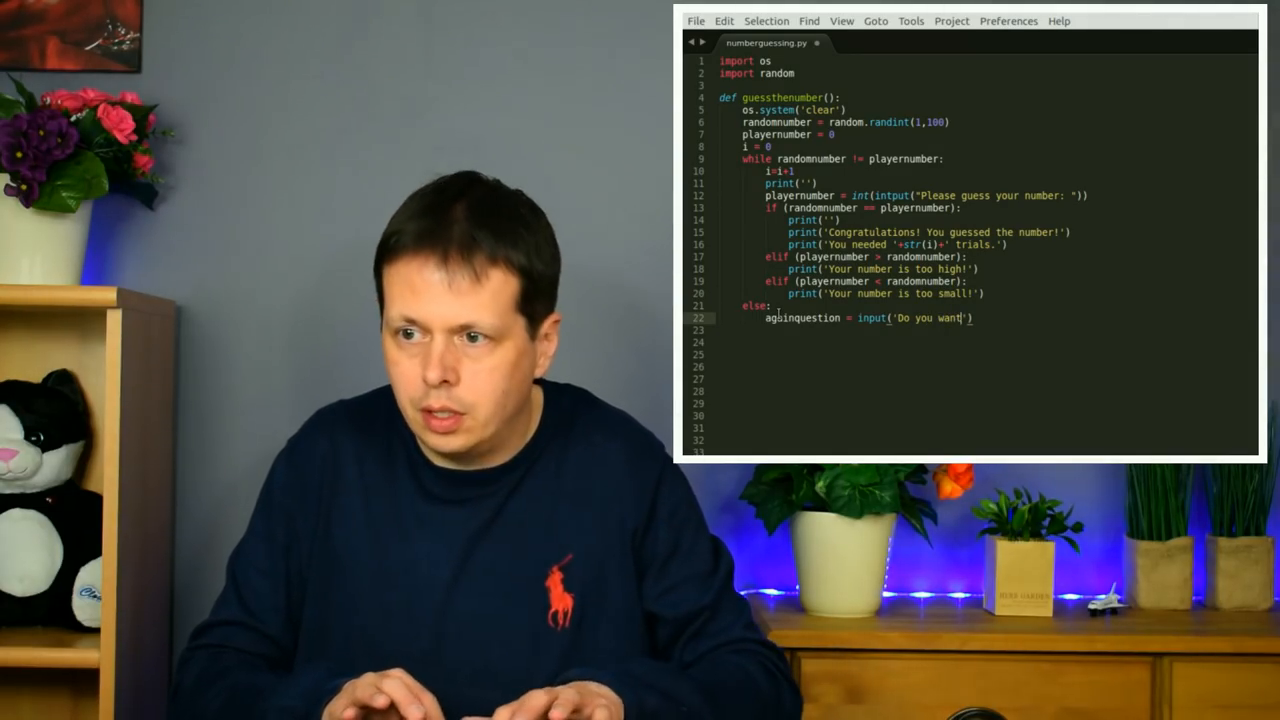 File Edit Selection Find View Goto Tools Project Preferences Help
numberguessing.py
1 import os
2 import random
3
4 def guessthenumber():
5 os.system('clear')
6 randomnumber = random.randint(1,100)
7 playernumber = 0
8 i = 0
9 while randomnumber != playernumber:
10 i=i+1
11 print('')
12 playernumber = int(intput("Please guess your number: "))
13 if (randomnumber == playernumber):
14 print('')
15 print('Congratulations! You guessed the number!')
16 print('You needed '+str(i)+' trials.')
17 elif (playernumber > randomnumber):
18 print('Your number is too high!')
19 elif (playernumber < randomnumber):
20 print('Your number is too small!')
21 else:
22 againquestion = input('Do you want')
23
24
25
26
27
28
29
30
31
32
33
HERB GARDEN